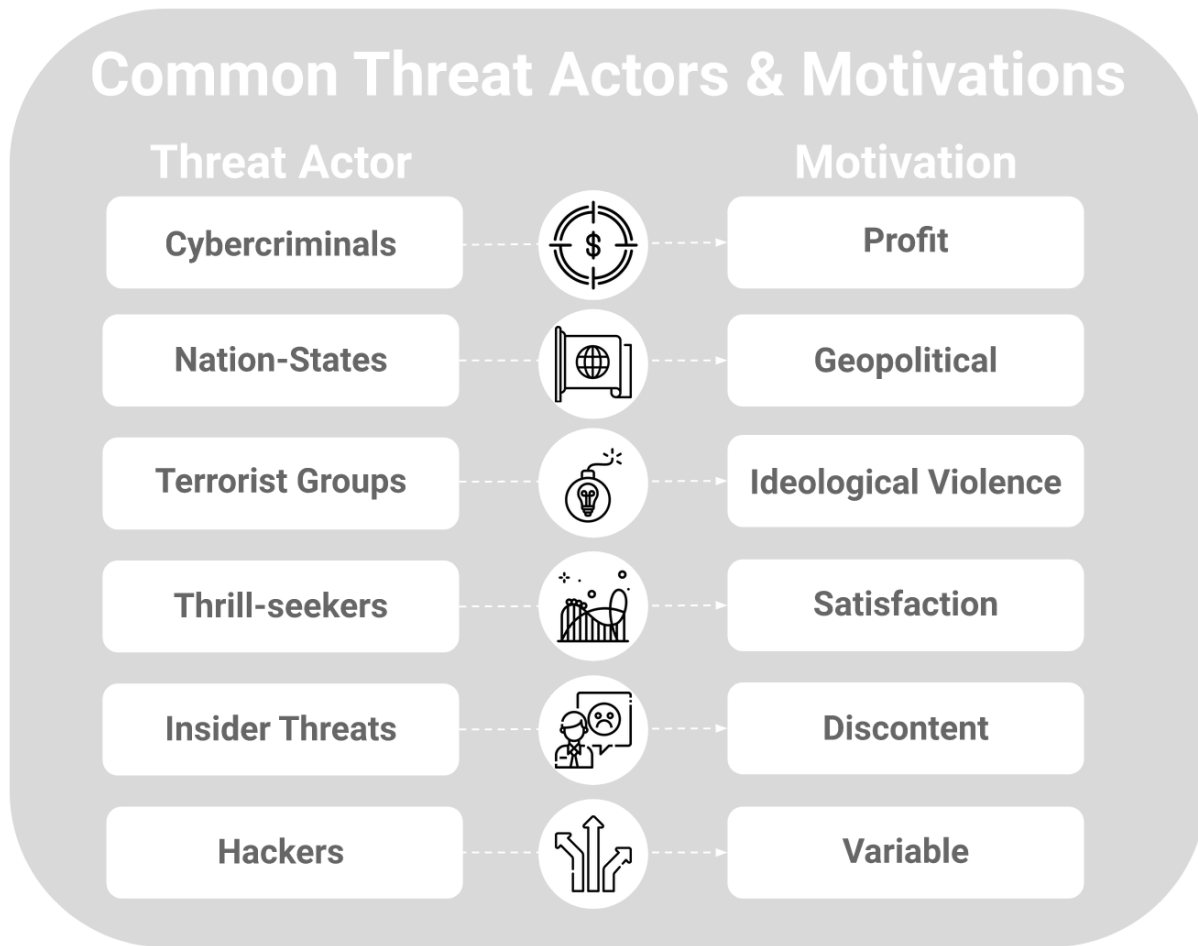 Common Threat Actors & Motivations
Threat Actor
Motivation
Cybercriminals
$
Profit
Nation-States
Geopolitical
Terrorist Groups
Ideological Violence
Thrill-seekers
Satisfaction
Insider Threats
Discontent
Hackers
Variable